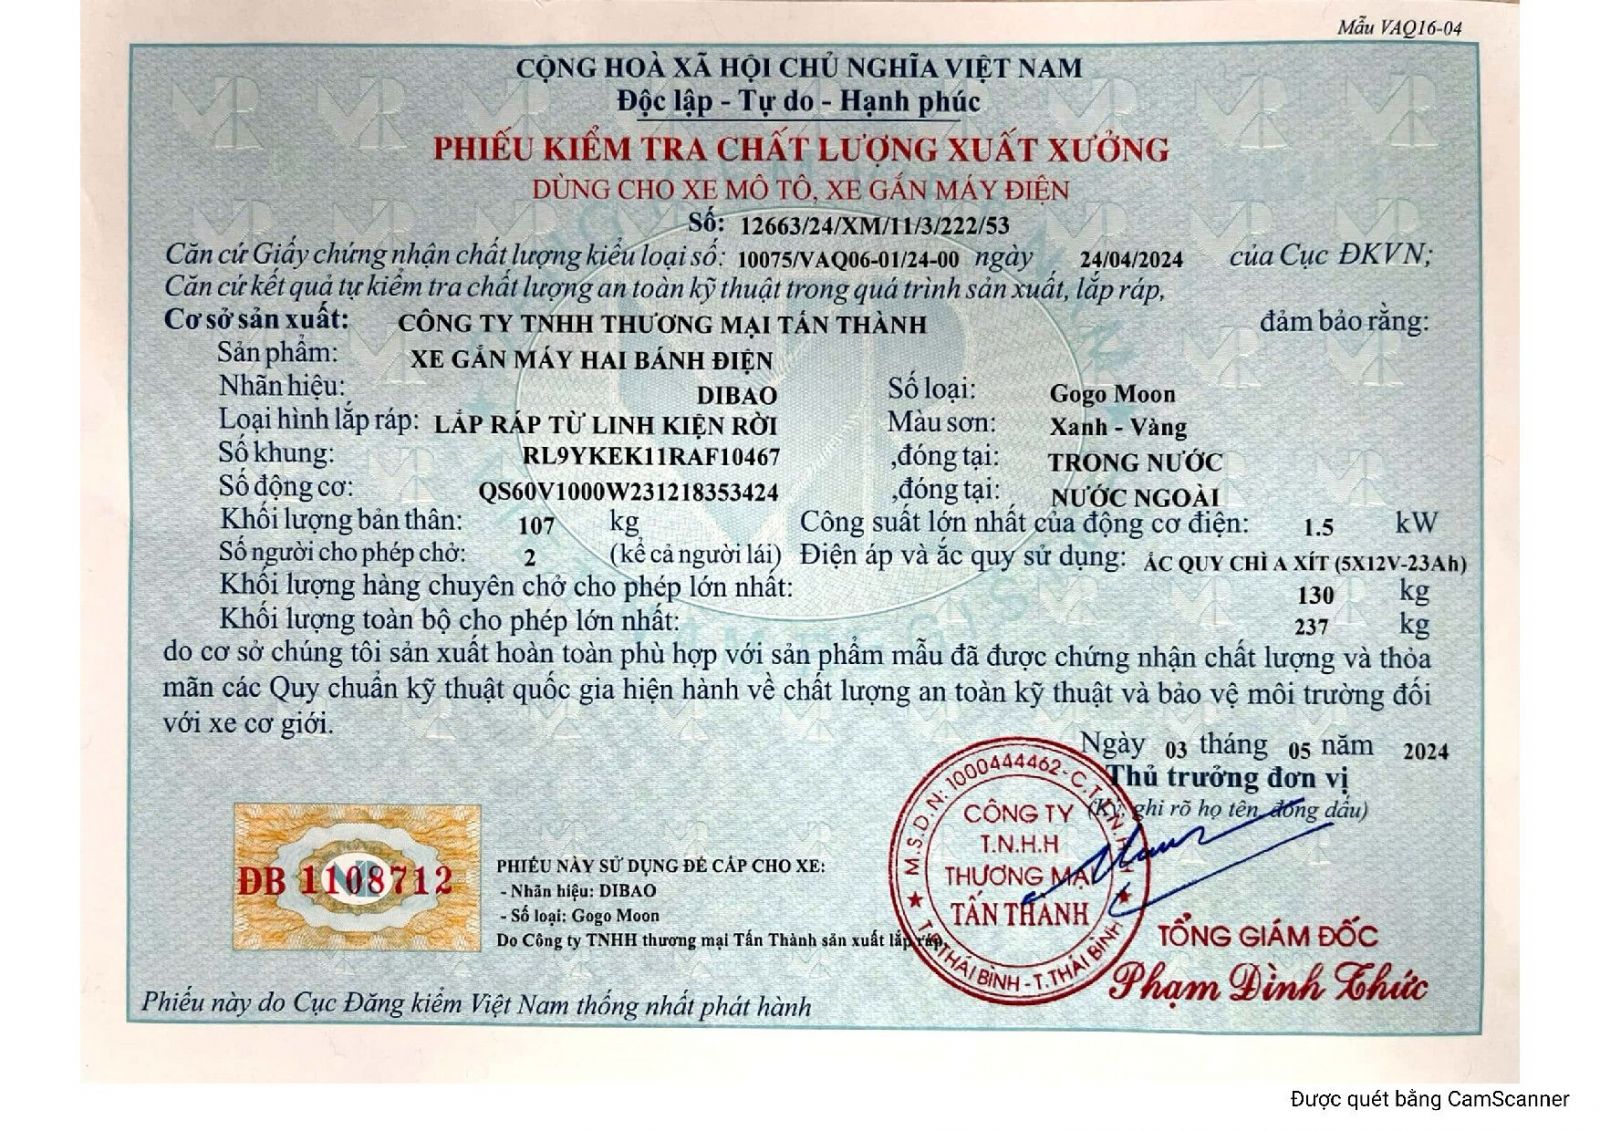 Mẫu VAQ16-04
CỘNG HOÀ XÃ HỘI CHỦ NGHĨA VIỆT NAM
Độc lập - Tự do - Hạnh phúc
PHIẾU KIỂM TRA CHẤT LƯỢNG XUẤT XƯỞNG
DÙNG CHO XE MÔ TÔ, XE GẮN MÁY ĐIỆN
Số: 12663/24/XM/11/3/222/53
Căn cứ Giấy chứng nhận chất lượng kiểu loại số: 10075/VAQ06-01/24-00 ngày 24/04/2024 của Cục ĐKVN;
Căn cứ kết quả tự kiểm tra chất lượng an toàn kỹ thuật trong quá trình sản xuất, lắp ráp,
Cơ sở sản xuất: CÔNG TY TNHH THƯƠNG MẠI TẤN THÀNH đảm bảo rằng:
Sản phẩm: XE GẮN MÁY HAI BÁNH ĐIỆN
Nhãn hiệu: DIBAO Số loại: Gogo Moon
Loại hình lắp ráp: LẮP RÁP TỪ LINH KIỆN RỜI Màu sơn: Xanh - Vàng
Số khung: RL9YKEK11RAF10467 ,đóng tại: TRONG NƯỚC
Số động cơ: QS60V1000W231218353424 ,đóng tại: NƯỚC NGOÀI
Khối lượng bản thân: 107 kg Công suất lớn nhất của động cơ điện: 1.5 kW
Số người cho phép chở: 2 (kể cả người lái) Điện áp và ắc quy sử dụng: ẮC QUY CHÌ A XÍT (5X12V-23Ah)
Khối lượng hàng chuyên chở cho phép lớn nhất: 130 kg
Khối lượng toàn bộ cho phép lớn nhất: 237 kg
do cơ sở chúng tôi sản xuất hoàn toàn phù hợp với sản phẩm mẫu đã được chứng nhận chất lượng và thỏa
mãn các Quy chuẩn kỹ thuật quốc gia hiện hành về chất lượng an toàn kỹ thuật và bảo vệ môi trường đối
với xe cơ giới.
Ngày 03 tháng 05 năm 2024
Thủ trưởng đơn vị
(Ký, ghi rõ họ tên, đóng dấu)
M.S.D.N: 1000444462-C.T.T.N.H.H
CÔNG TY
T.N.H.H
THƯƠNG MẠI
TẤN THÀNH
T.P THÁI BÌNH - T.THÁI BÌNH
ĐB 1108712
PHIẾU NÀY SỬ DỤNG ĐỂ CẤP CHO XE:
- Nhãn hiệu: DIBAO
- Số loại: Gogo Moon
Do Công ty TNHH thương mại Tấn Thành sản xuất lắp ráp.
TỔNG GIÁM ĐỐC
Phạm Đình Thức
Phiếu này do Cục Đăng kiểm Việt Nam thống nhất phát hành
Được quét bằng CamScanner